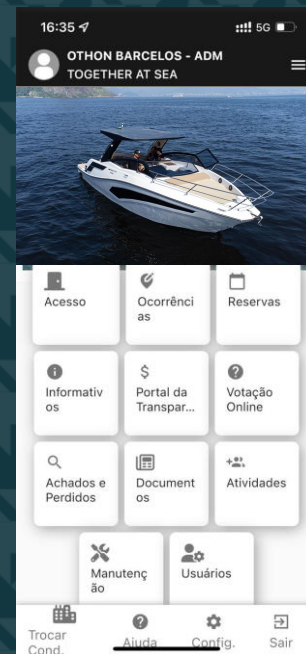 16:35
5G
OTHON BARCELOS - ADM
TOGETHER AT SEA
Acesso
Ocorrênci
as
Reservas
Informativ
os
Portal da
Transpar...
Votação
Online
Achados e
Perdidos
Document
os
Atividades
Manutenç
ão
Usuários
Trocar
Cond.
Ajuda
Config.
Sair